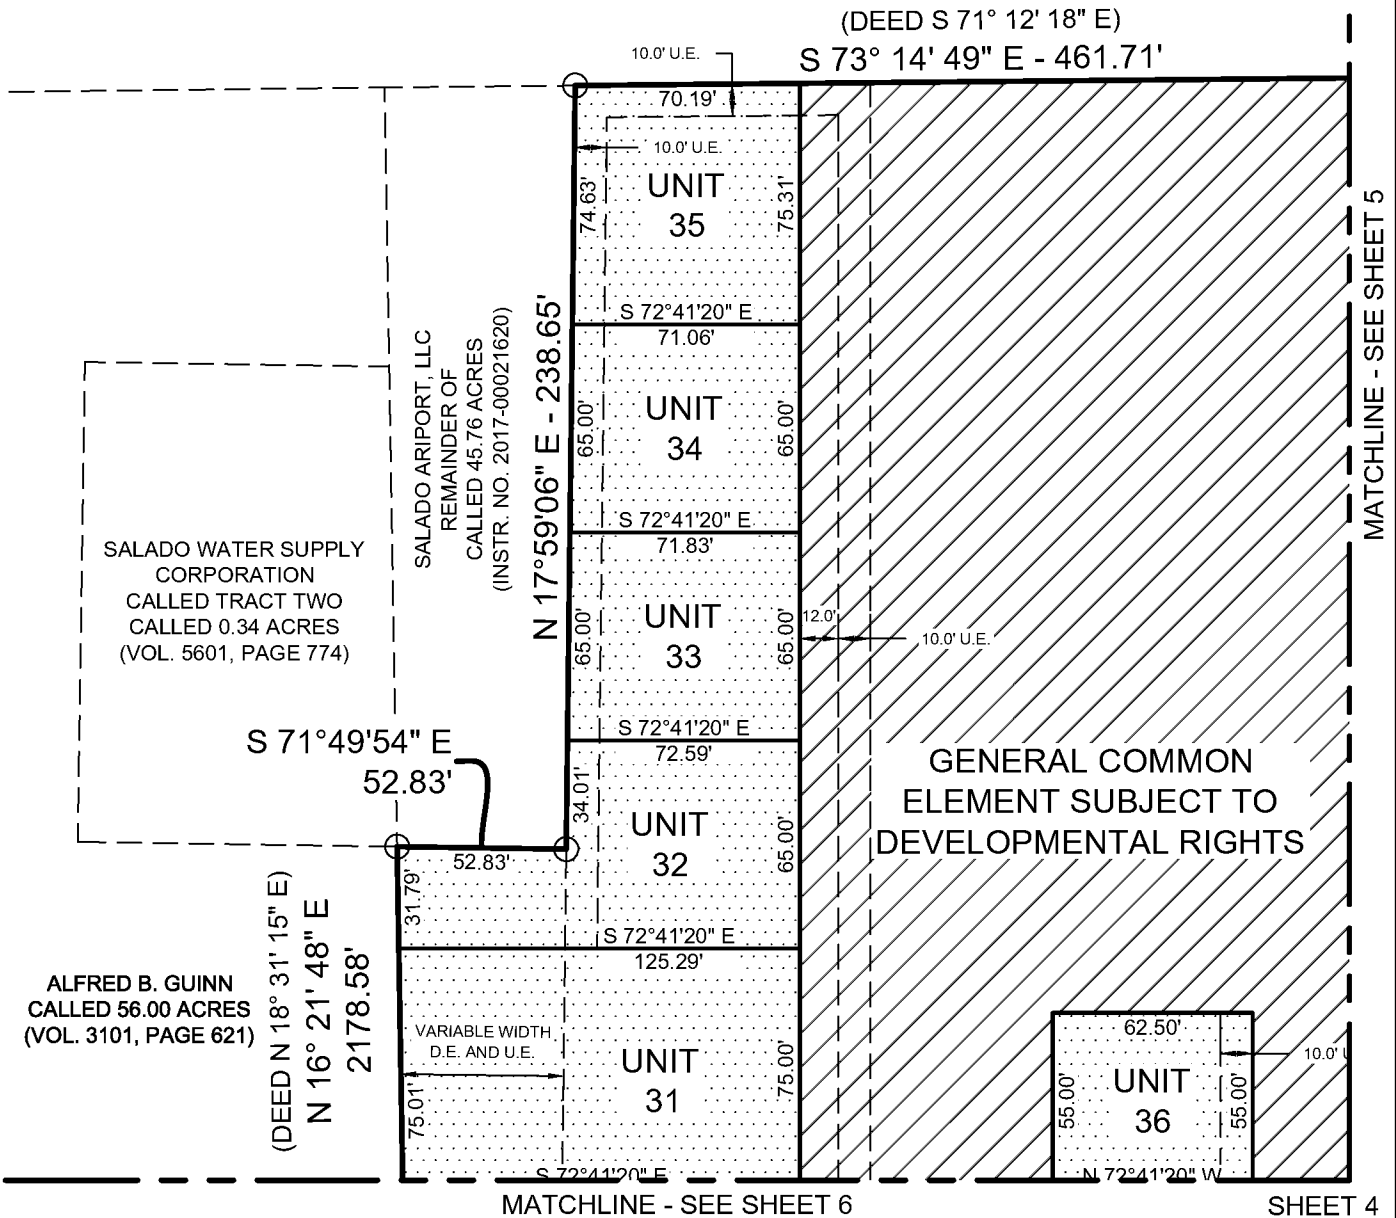 (DEED S 71° 12' 18" E)
S 73° 14' 49" E - 461.71'
10.0' U.E.
70.19'
10.0' U.E.
UNIT
35
74.63'
75.31'
S 72°41'20" E
71.06'
UNIT
34
65.00'
65.00'
S 72°41'20" E
71.83'
UNIT
33
65.00'
65.00'
12.0'
10.0' U.E.
S 72°41'20" E
72.59'
UNIT
32
34.01'
65.00'
52.83'
31.79'
S 72°41'20" E
125.29'
VARIABLE WIDTH
D.E. AND U.E.
UNIT
31
75.01'
75.00'
S 72°41'20" E
N 17°59'06" E - 238.65'
SALADO ARIPORT, LLC
REMAINDER OF
CALLED 45.76 ACRES
(INSTR. NO. 2017-00021620)
SALADO WATER SUPPLY
CORPORATION
CALLED TRACT TWO
CALLED 0.34 ACRES
(VOL. 5601, PAGE 774)
S 71°49'54" E
52.83'
ALFRED B. GUINN
CALLED 56.00 ACRES
(VOL. 3101, PAGE 621)
(DEED N 18° 31' 15" E)
N 16° 21' 48" E
2178.58'
GENERAL COMMON
ELEMENT SUBJECT TO
DEVELOPMENTAL RIGHTS
62.50'
10.0'
UNIT
36
55.00'
55.00'
N 72°41'20" W
MATCHLINE - SEE SHEET 5
MATCHLINE - SEE SHEET 6
SHEET 4